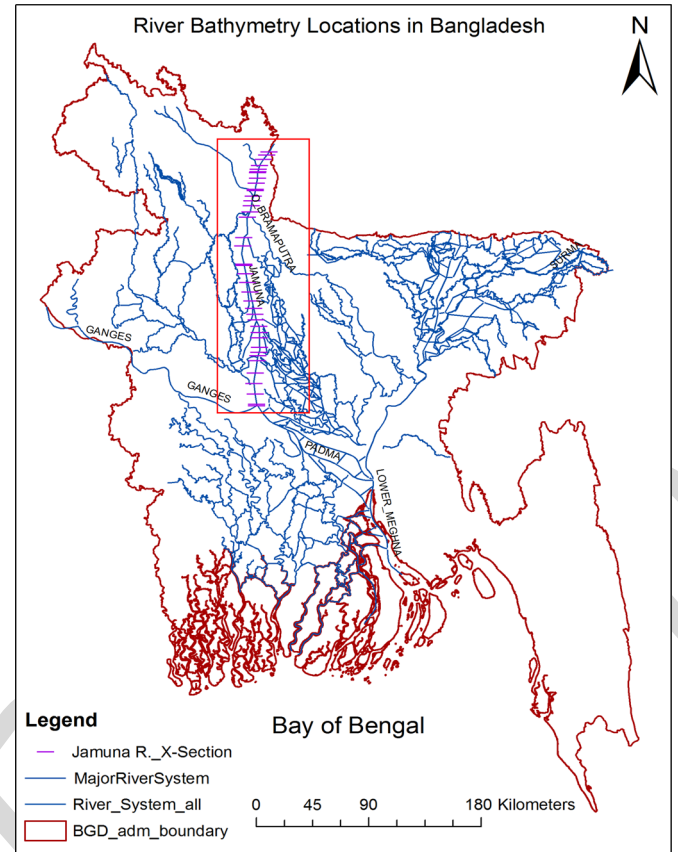 River Bathymetry Locations in Bangladesh
N
O_BRAMAPUTRA
SURMA
JAMUNA
GANGES
GANGES
PADMA
LOWER_MEGHNA
Legend
Bay of Bengal
Jamuna R._X-Section
MajorRiverSystem
River_System_all
0 45 90 180 Kilometers
BGD_adm_boundary